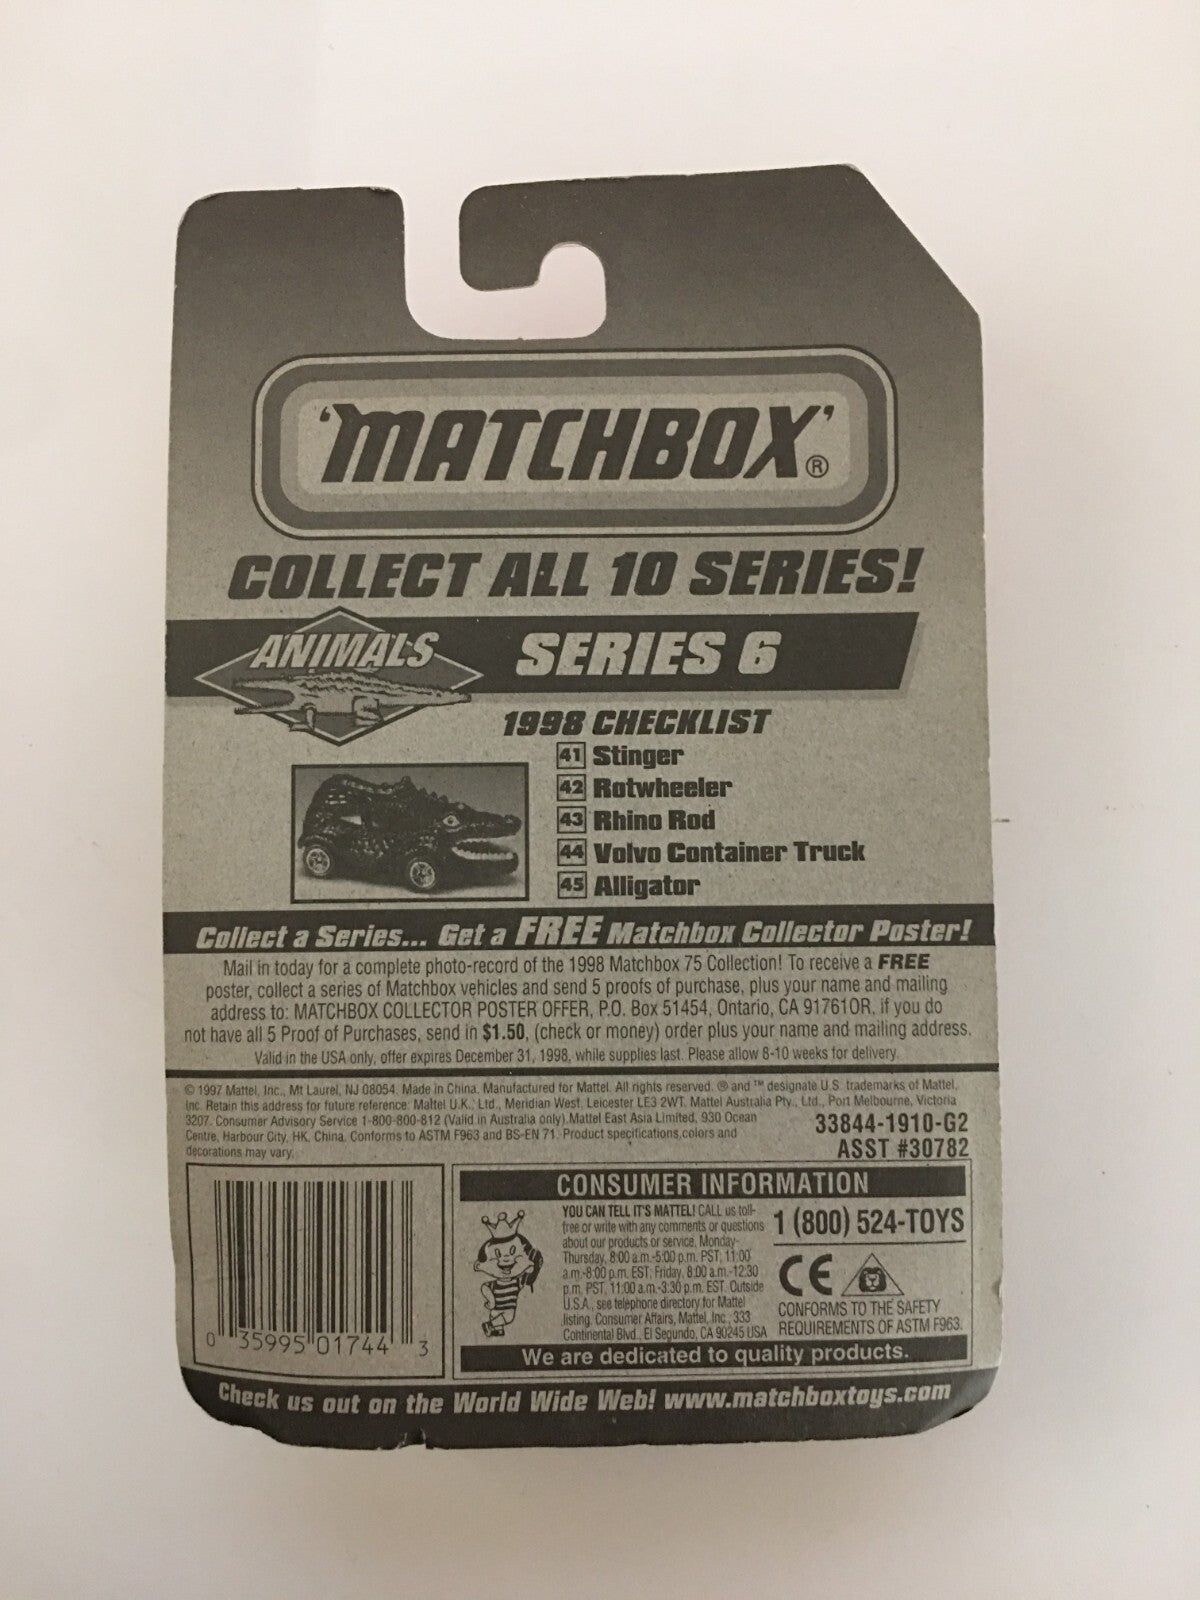 'MATCHBOX'®
COLLECT ALL 10 SERIES!
ANIMALS
SERIES 6
1998 CHECKLIST
41 Stinger
42 Rotwheeler
43 Rhino Rod
44 Volvo Container Truck
45 Alligator
Collect a Series... Get a FREE Matchbox Collector Poster!
Mail in today for a complete photo-record of the 1998 Matchbox 75 Collection! To receive a FREE
poster, collect a series of Matchbox vehicles and send 5 proofs of purchase, plus your name and mailing
address to: MATCHBOX COLLECTOR POSTER OFFER, P.O. Box 51454, Ontario, CA 91761OR, if you do
not have all 5 Proof of Purchases, send in $1.50, (check or money) order plus your name and mailing address.
Valid in the USA only, offer expires December 31, 1998, while supplies last. Please allow 8-10 weeks for delivery.
© 1997 Mattel, Inc., Mt Laurel, NJ 08054. Made in China. Manufactured for Mattel. All rights reserved. ® and ™ designate U.S. trademarks of Mattel,
Inc. Retain this address for future reference: Mattel U.K., Ltd., Meridian West, Leicester LE3 2WT. Mattel Australia Pty., Ltd., Port Melbourne, Victoria
3207. Consumer Advisory Service 1-800-800-812 (Valid in Australia only). Mattel East Asia Limited, 930 Ocean
Centre, Harbour City, HK, China. Conforms to ASTM F963 and BS-EN 71. Product specifications,colors and
decorations may vary.
33844-1910-G2
ASST #30782
0 35995 01744 3
CONSUMER INFORMATION
YOU CAN TELL IT'S MATTEL! CALL us toll-
free or write with any comments or questions
about our products or service, Monday-
Thursday, 8:00 a.m.-5:00 p.m. PST, 11:00
a.m.-8:00 p.m. EST; Friday, 8:00 a.m.-12:30
p.m. PST, 11:00 a.m.-3:30 p.m. EST. Outside
U.S.A., see telephone directory for Mattel
listing. Consumer Affairs, Mattel, Inc., 333
Continental Blvd., El Segundo, CA 90245 USA
1 (800) 524-TOYS
CE
CONFORMS TO THE SAFETY
REQUIREMENTS OF ASTM F963.
We are dedicated to quality products.
Check us out on the World Wide Web! www.matchboxtoys.com